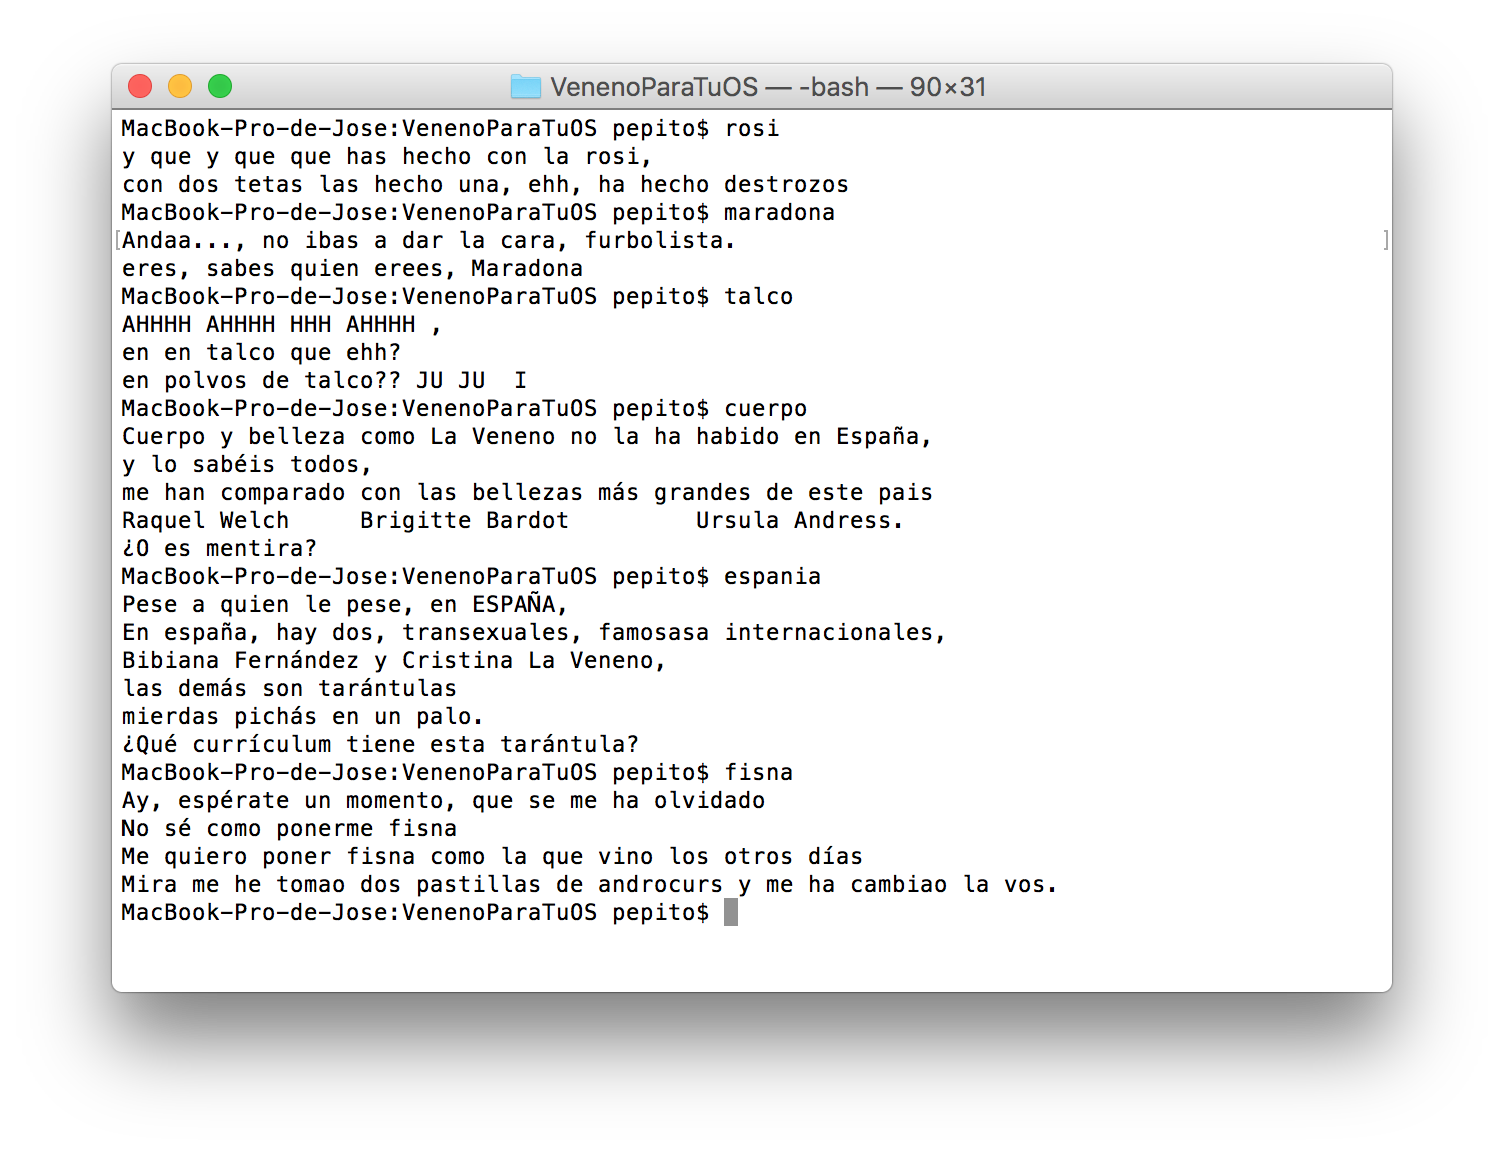 VenenoParaTuOS — -bash — 90×31
MacBook-Pro-de-Jose:VenenoParaTuOS pepito$ rosi
y que y que que has hecho con la rosi,
con dos tetas las hecho una, ehh, ha hecho destrozos
MacBook-Pro-de-Jose:VenenoParaTuOS pepito$ maradona
[Andaa..., no ibas a dar la cara, furbolista. ]
eres, sabes quien erees, Maradona
MacBook-Pro-de-Jose:VenenoParaTuOS pepito$ talco
AHHHH AHHHH HHH AHHHH ,
en en talco que ehh?
en polvos de talco?? JU JU  I
MacBook-Pro-de-Jose:VenenoParaTuOS pepito$ cuerpo
Cuerpo y belleza como La Veneno no la ha habido en España,
y lo sabéis todos,
me han comparado con las bellezas más grandes de este pais
Raquel Welch     Brigitte Bardot         Ursula Andress.
¿O es mentira?
MacBook-Pro-de-Jose:VenenoParaTuOS pepito$ espania
Pese a quien le pese, en ESPAÑA,
En españa, hay dos, transexuales, famosasa internacionales,
Bibiana Fernández y Cristina La Veneno,
las demás son tarántulas
mierdas pichás en un palo.
¿Qué currículum tiene esta tarántula?
MacBook-Pro-de-Jose:VenenoParaTuOS pepito$ fisna
Ay, espérate un momento, que se me ha olvidado
No sé como ponerme fisna
Me quiero poner fisna como la que vino los otros días
Mira me he tomao dos pastillas de androcurs y me ha cambiao la vos.
MacBook-Pro-de-Jose:VenenoParaTuOS pepito$